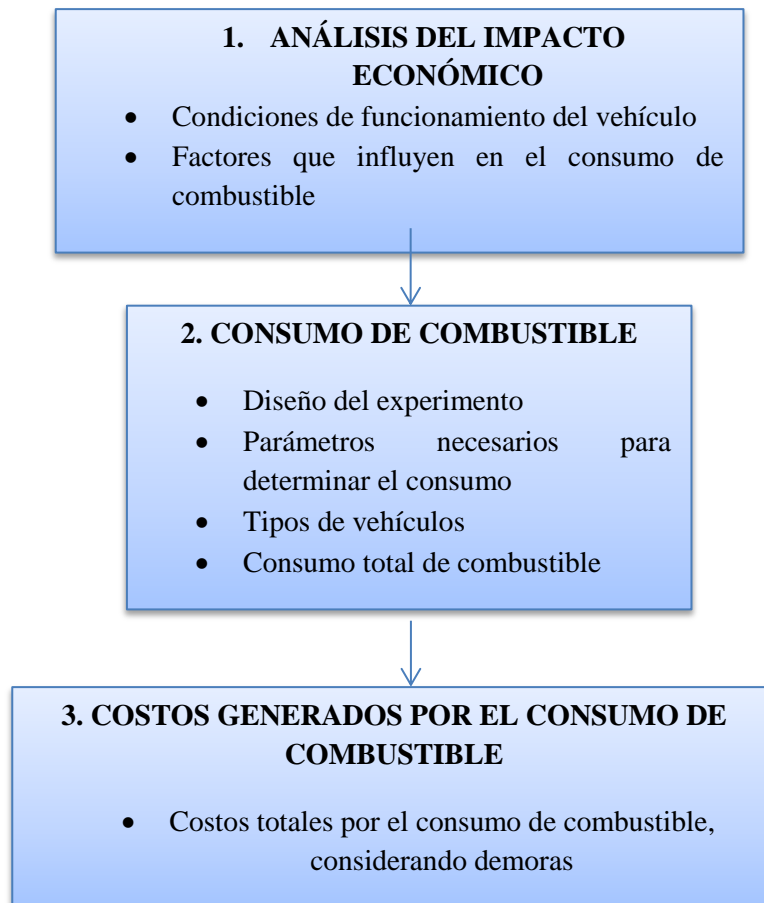 1. ANÁLISIS DEL IMPACTO
ECONÓMICO
• Condiciones de funcionamiento del vehículo
• Factores que influyen en el consumo de
combustible
2. CONSUMO DE COMBUSTIBLE
• Diseño del experimento
• Parámetros necesarios para
determinar el consumo
• Tipos de vehículos
• Consumo total de combustible
3. COSTOS GENERADOS POR EL CONSUMO DE
COMBUSTIBLE
• Costos totales por el consumo de combustible,
considerando demoras